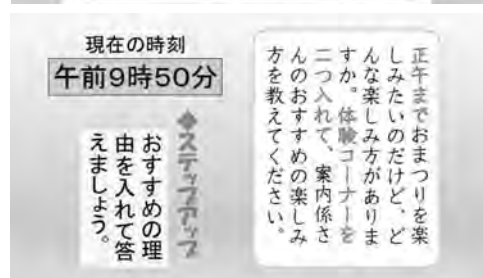 現在の時刻
午前9時50分
正午までおまつりを楽
しみたいのだけど、ど
んな楽しみ方がありま
すか。体験コーナーを
二つ入れて、案内係さ
んのおすすめの楽しみ
方を教えてください。
◆ステップアップ
おすすめの理
由を入れて答
えましょう。